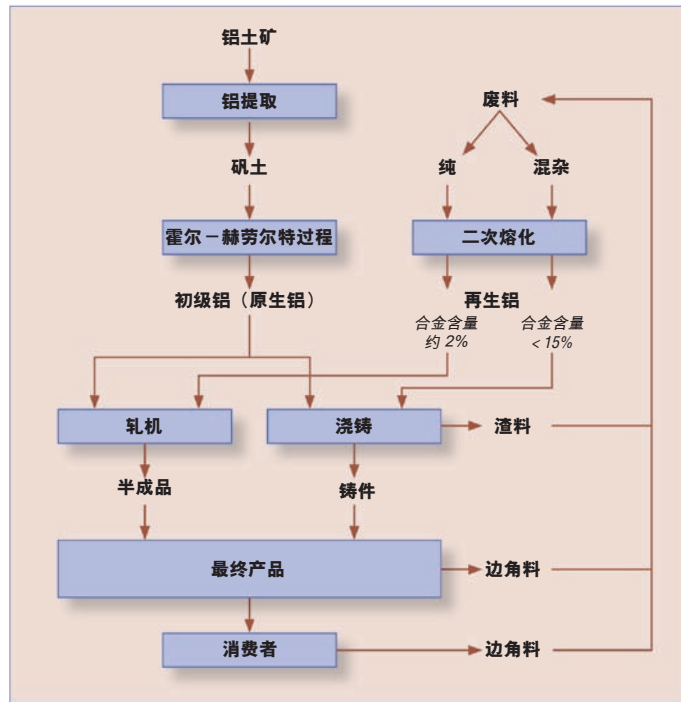 铝土矿
铝提取
废料
矾土
纯
混杂
霍尔－赫劳尔特过程
二次熔化
初级铝（原生铝）
再生铝
合金含量
约 2%
合金含量
< 15%
轧机
浇铸
渣料
半成品
铸件
最终产品
边角料
消费者
边角料